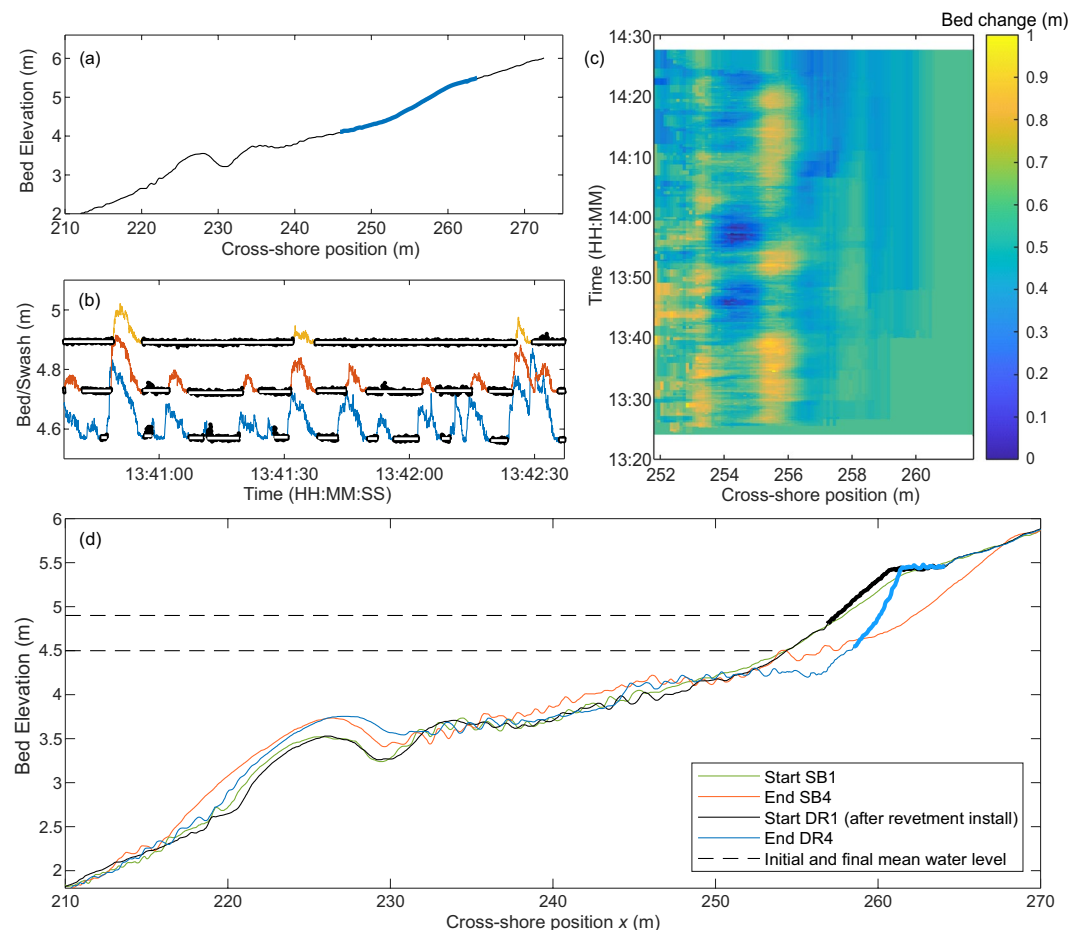 (a)
Bed Elevation (m)
6
5
4
3
2
210 220 230 240 250 260 270
Cross-shore position (m)
(b)
Bed/Swash (m)
5
4.8
4.6
13:41:00 13:41:30 13:42:00 13:42:30
Time (HH:MM:SS)
Bed change (m)
(c)
Time (HH:MM)
14:30
14:20
14:10
14:00
13:50
13:40
13:30
13:20
252 254 256 258 260
Cross-shore position (m)
1
0.9
0.8
0.7
0.6
0.5
0.4
0.3
0.2
0.1
0
(d)
Bed Elevation (m)
6
5.5
5
4.5
4
3.5
3
2.5
2
210 220 230 240 250 260 270
Cross-shore position x (m)
Start SB1
End SB4
Start DR1 (after revetment install)
End DR4
Initial and final mean water level